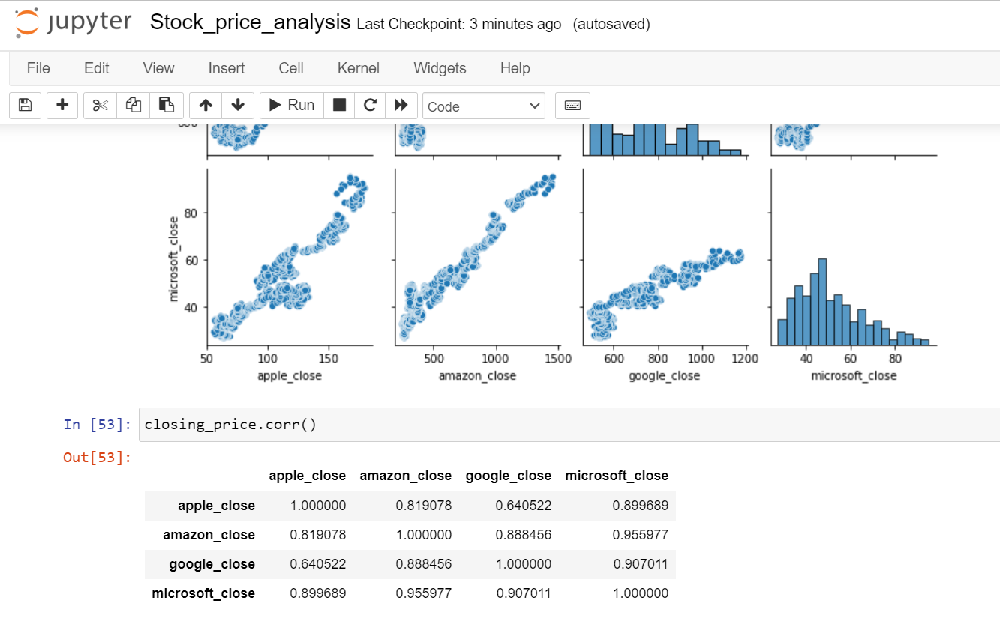 jupyter Stock_price_analysis Last Checkpoint: 3 minutes ago (autosaved)
File Edit View Insert Cell Kernel Widgets Help
Run Code
microsoft_close
80
60
40
50 100 150
500 1000 1500
600 800 1000 1200
40 60 80
apple_close amazon_close google_close microsoft_close
In [53]: closing_price.corr()
Out[53]:
apple_close amazon_close google_close microsoft_close
apple_close 1.000000 0.819078 0.640522 0.899689
amazon_close 0.819078 1.000000 0.888456 0.955977
google_close 0.640522 0.888456 1.000000 0.907011
microsoft_close 0.899689 0.955977 0.907011 1.000000